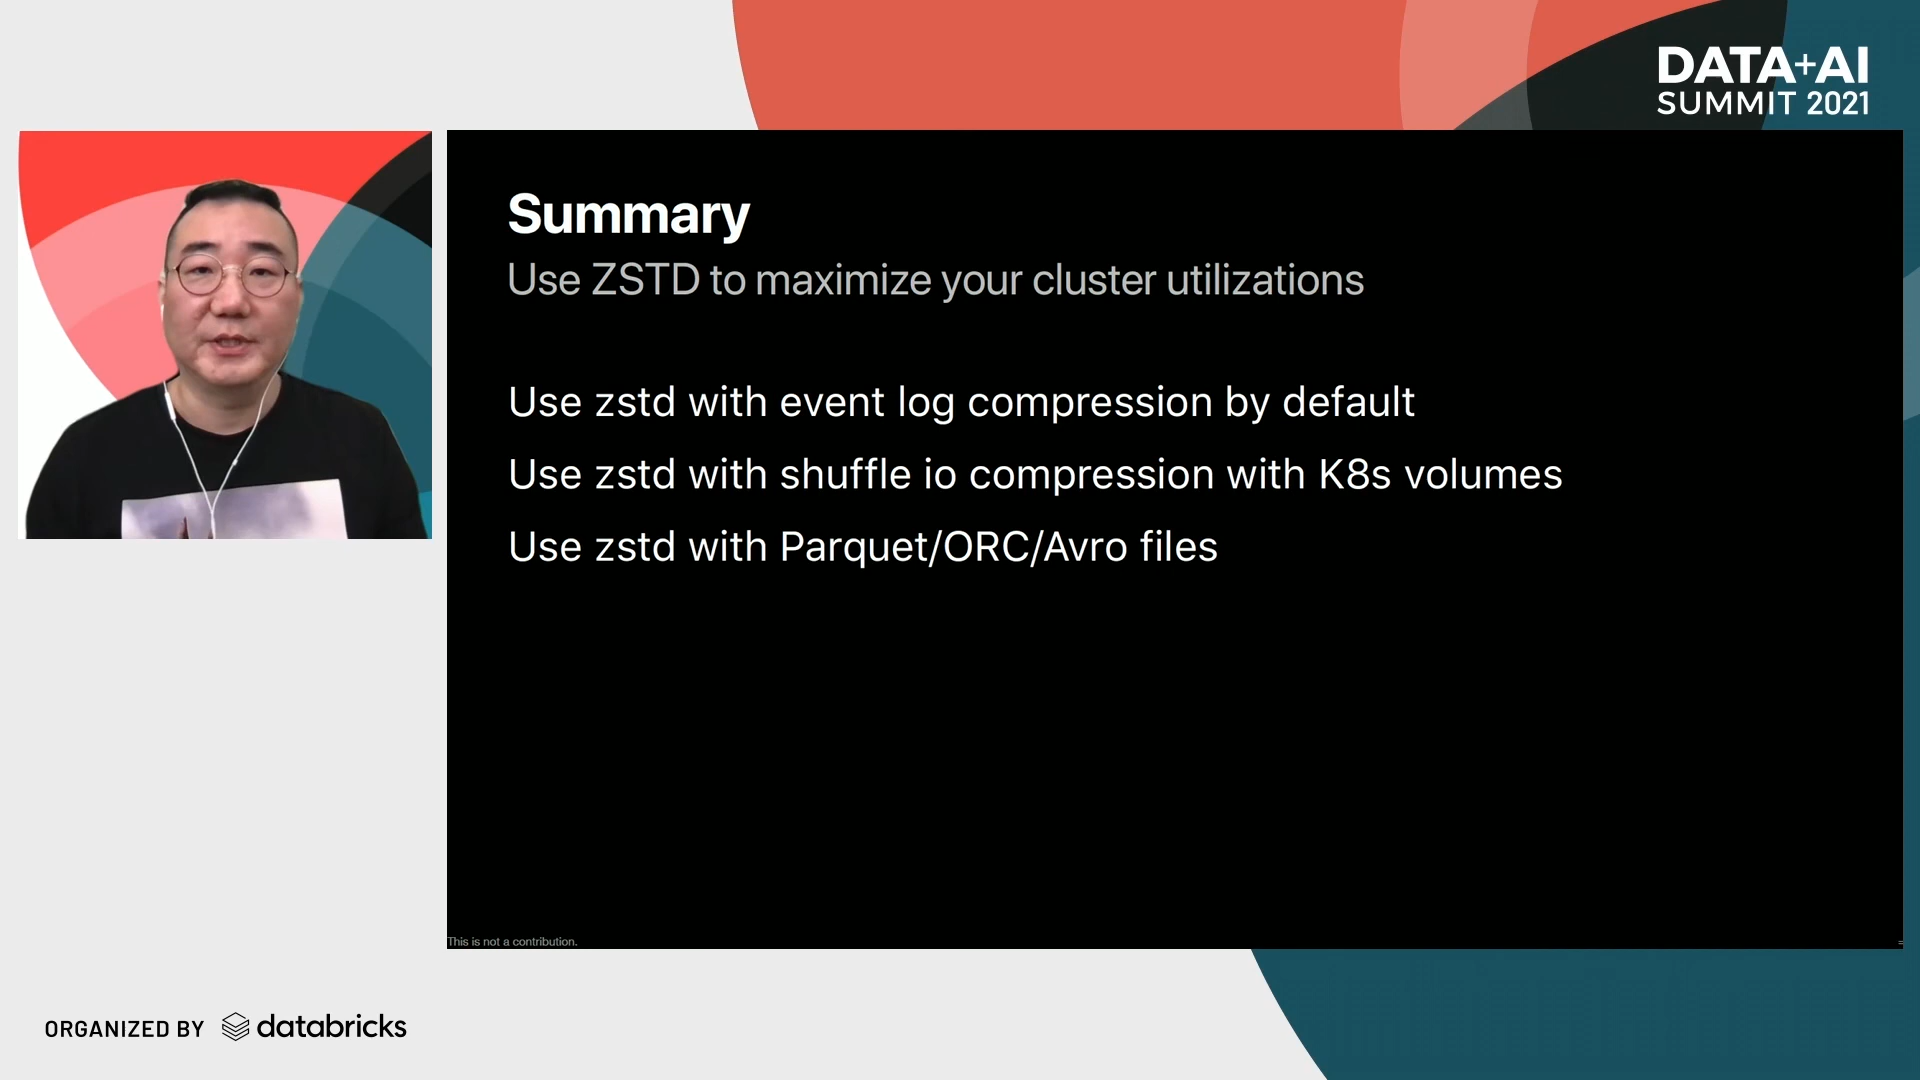 DATA+AI
SUMMIT 2021
Summary
Use ZSTD to maximize your cluster utilizations
Use zstd with event log compression by default
Use zstd with shuffle io compression with K8s volumes
Use zstd with Parquet/ORC/Avro files
This is not a contribution.
ORGANIZED BY databricks